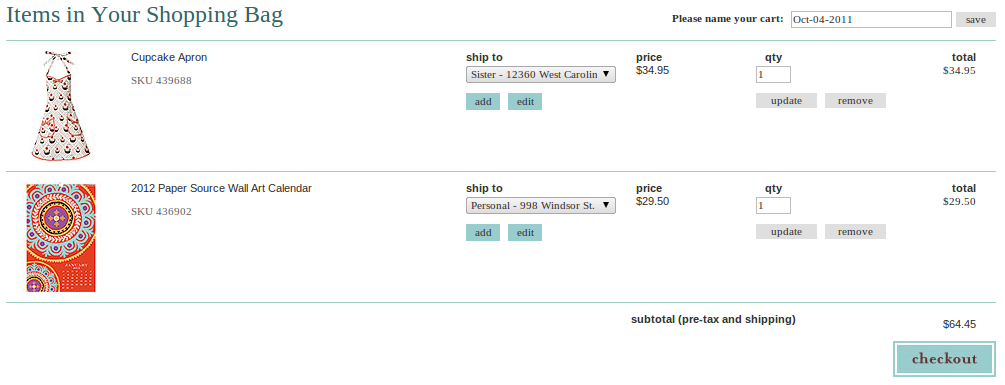 Items in Your Shopping Bag
Please name your cart: Oct-04-2011 save
Cupcake Apron ship to price qty total
SKU 439688 Sister - 12360 West Carolin $34.95 1 $34.95
add edit update remove
2012 Paper Source Wall Art Calendar ship to price qty total
SKU 436902 Personal - 998 Windsor St. $29.50 1 $29.50
add edit update remove
JANUARY
subtotal (pre-tax and shipping) $64.45
checkout